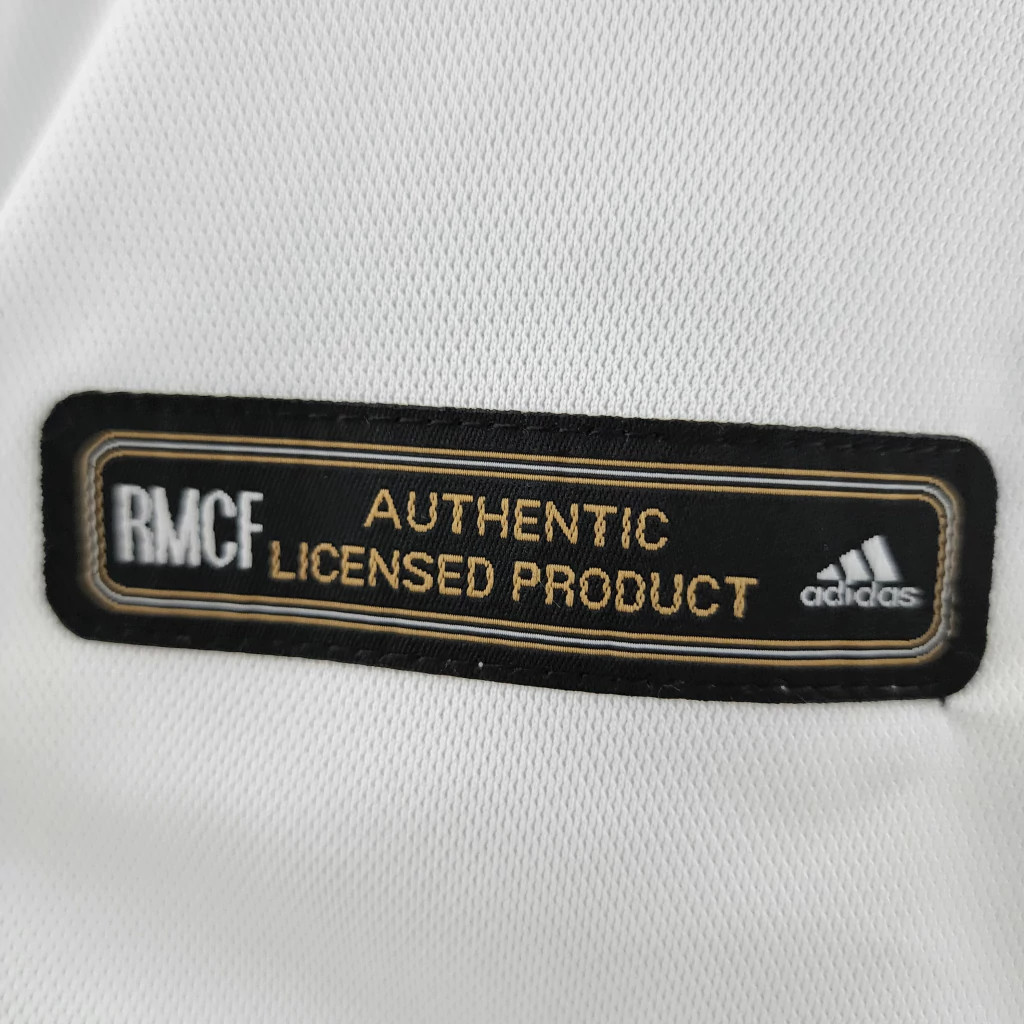 RMCF
AUTHENTIC
LICENSED PRODUCT
adidas